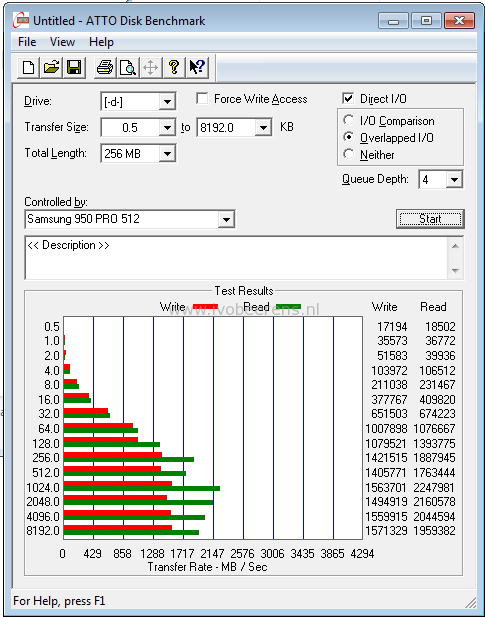 Untitled - ATTO Disk Benchmark
File View Help
Drive: [-d-] Force Write Access Direct I/O
Transfer Size: 0.5 to 8192.0 KB I/O Comparison
Overlapped I/O
Total Length: 256 MB Neither
Queue Depth: 4
Controlled by:
Samsung 950 PRO 512 Start
<< Description >>
Test Results
Write Read Write Read
www.ivobeerens.nl
0.5 17194 18502
1.0 35573 36772
2.0 51583 39936
4.0 103972 106512
8.0 211038 231467
16.0 377767 409820
32.0 651503 674223
64.0 1007898 1076667
128.0 1079521 1393775
256.0 1421515 1887945
512.0 1405771 1763444
1024.0 1563701 2247981
2048.0 1494919 2160578
4096.0 1559915 2044594
8192.0 1571329 1959382
0 429 858 1288 1717 2147 2576 3006 3435 3865 4294
Transfer Rate - MB / Sec
For Help, press F1